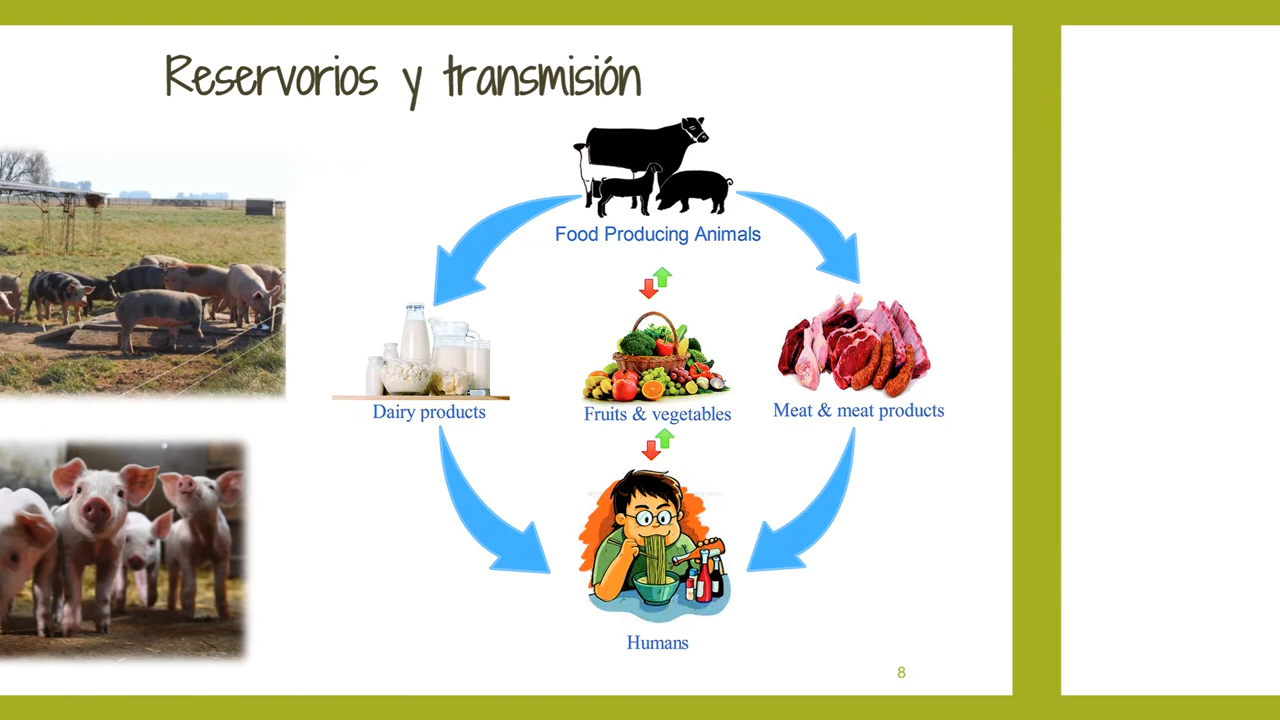 Reservorios y transmisión
Food Producing Animals
Dairy products
Fruits & vegetables
Meat & meat products
Humans
8